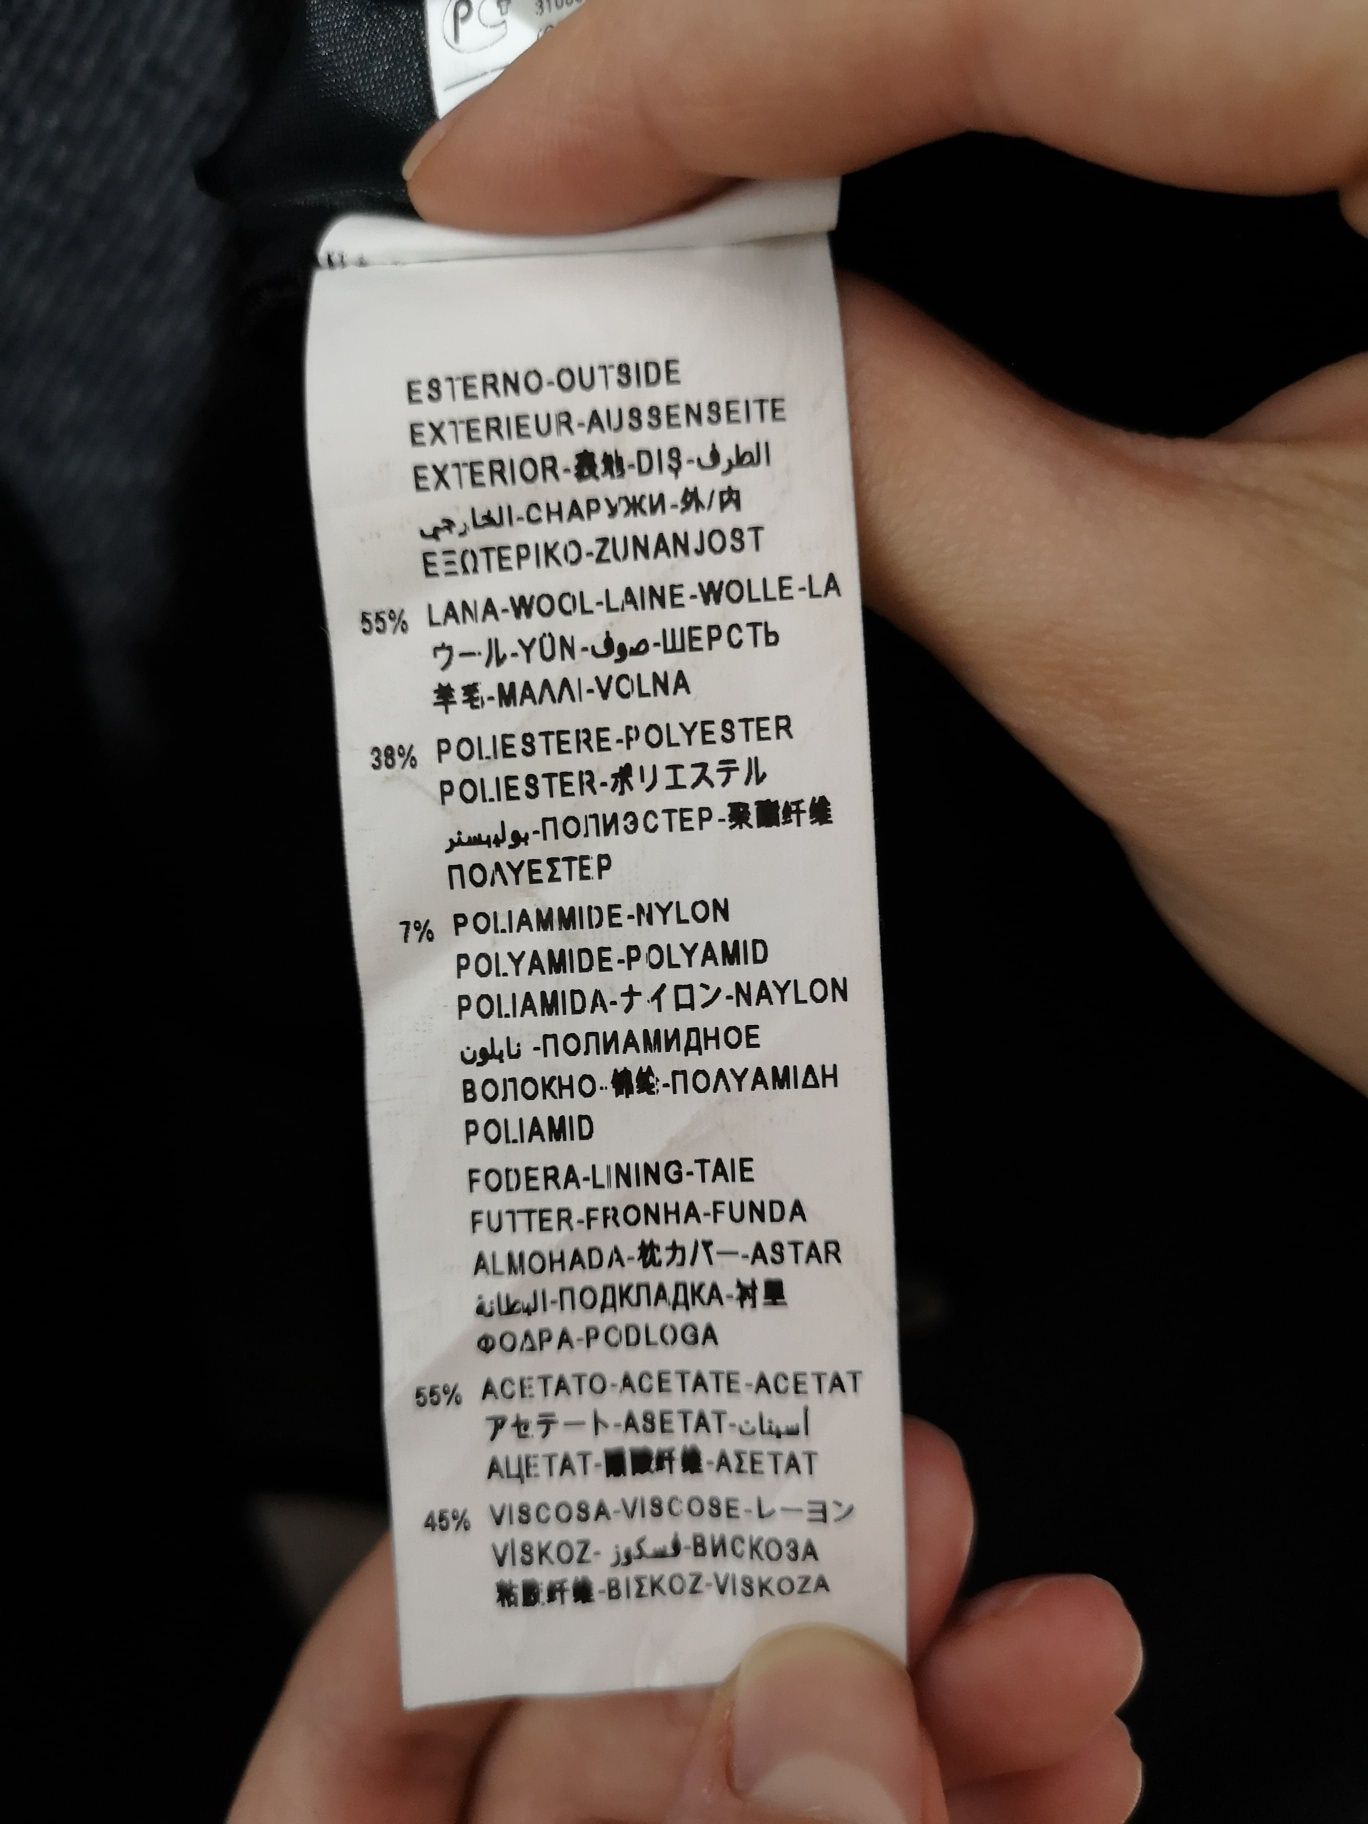 ESTERNO-OUTSIDE
EXTERIEUR-AUSSENSEITE
EXTERIOR-表地-DIŞ-الطرف
الخارجي-СНАРУЖИ-外/内
ΕΞΩΤΕΡΙΚΟ-ZUNANJOST
55% LANA-WOOL-LAINE-WOLLE-LA
ウール-YÜN-صوف-ШЕРСТЬ
羊毛-ΜΑΛΛΙ-VOLNA
38% POLIESTERE-POLYESTER
POLIESTER-ポリエステル
بوليستر-ПОЛИЭСТЕР-聚酯纤维
ΠΟΛΥΕΣΤΕΡ
7% POLIAMMIDE-NYLON
POLYAMIDE-POLYAMID
POLIAMIDA-ナイロン-NAYLON
نايلون -ПОЛИАМИДНОЕ
ВОЛОКНО-锦纶-ΠΟΛΥΑΜΙΔΗ
POLIAMID
FODERA-LINING-TAIE
FUTTER-FRONHA-FUNDA
ALMOHADA-枕カバー-ASTAR
البطانة-ПОДКЛАДКА-衬里
ΦΟΔΡΑ-PODLOGA
55% ACETATO-ACETATE-ACETAT
アセテート-ASETAT-أسيتات
АЦЕТАТ-醋酸纤维-ΑΣΕΤΑΤ
45% VISCOSA-VISCOSE-レーヨン
VİSKOZ- فسكوز-ВИСКОЗА
粘胶纤维-ΒΙΣΚΟΖ-VISKOZA